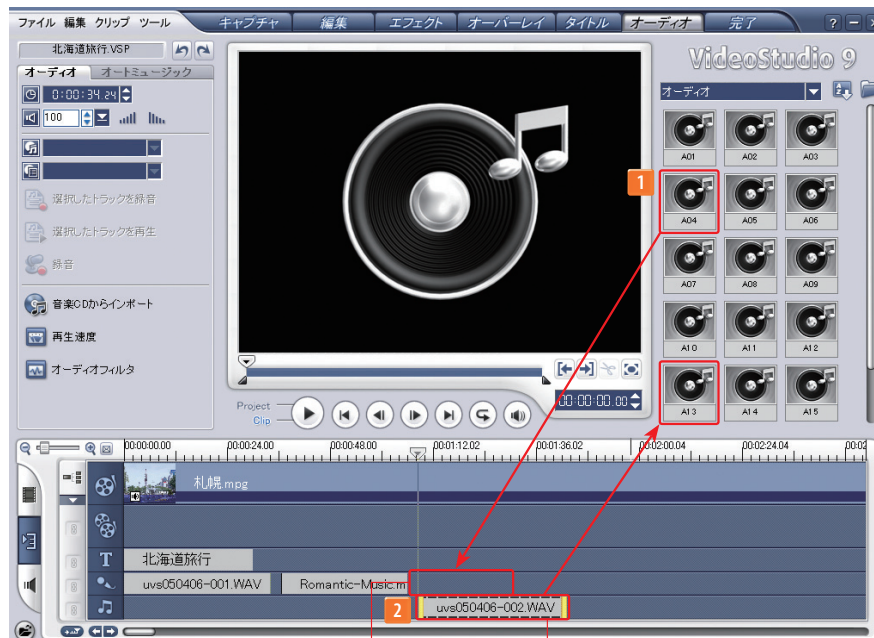 ファイル 編集 クリップ ツール キャプチャ 編集 エフェクト オーバーレイ タイトル オーディオ 完了
北海道旅行.VSP
VideoStudio 9
オーディオ オートミュージック
オーディオ
0:00:34.24
100
A01 A02 A03
1
A04 A05 A06
選択したトラックを録音
選択したトラックを再生
録音
A07 A08 A09
音楽CDからインポート
再生速度
A10 A11 A12
オーディオフィルタ
Project
Clip
00:00:00.00
A13 A14 A15
00:00:00.00 00:00:24.00 00:00:48.00 00:01:12.02 00:01:36.02 00:02:00.04 00:02:24.04 00:02
札幌.mpg
T 北海道旅行
uvs050406-001.WAV Romantic-Music.m
2
uvs050406-002.WAV